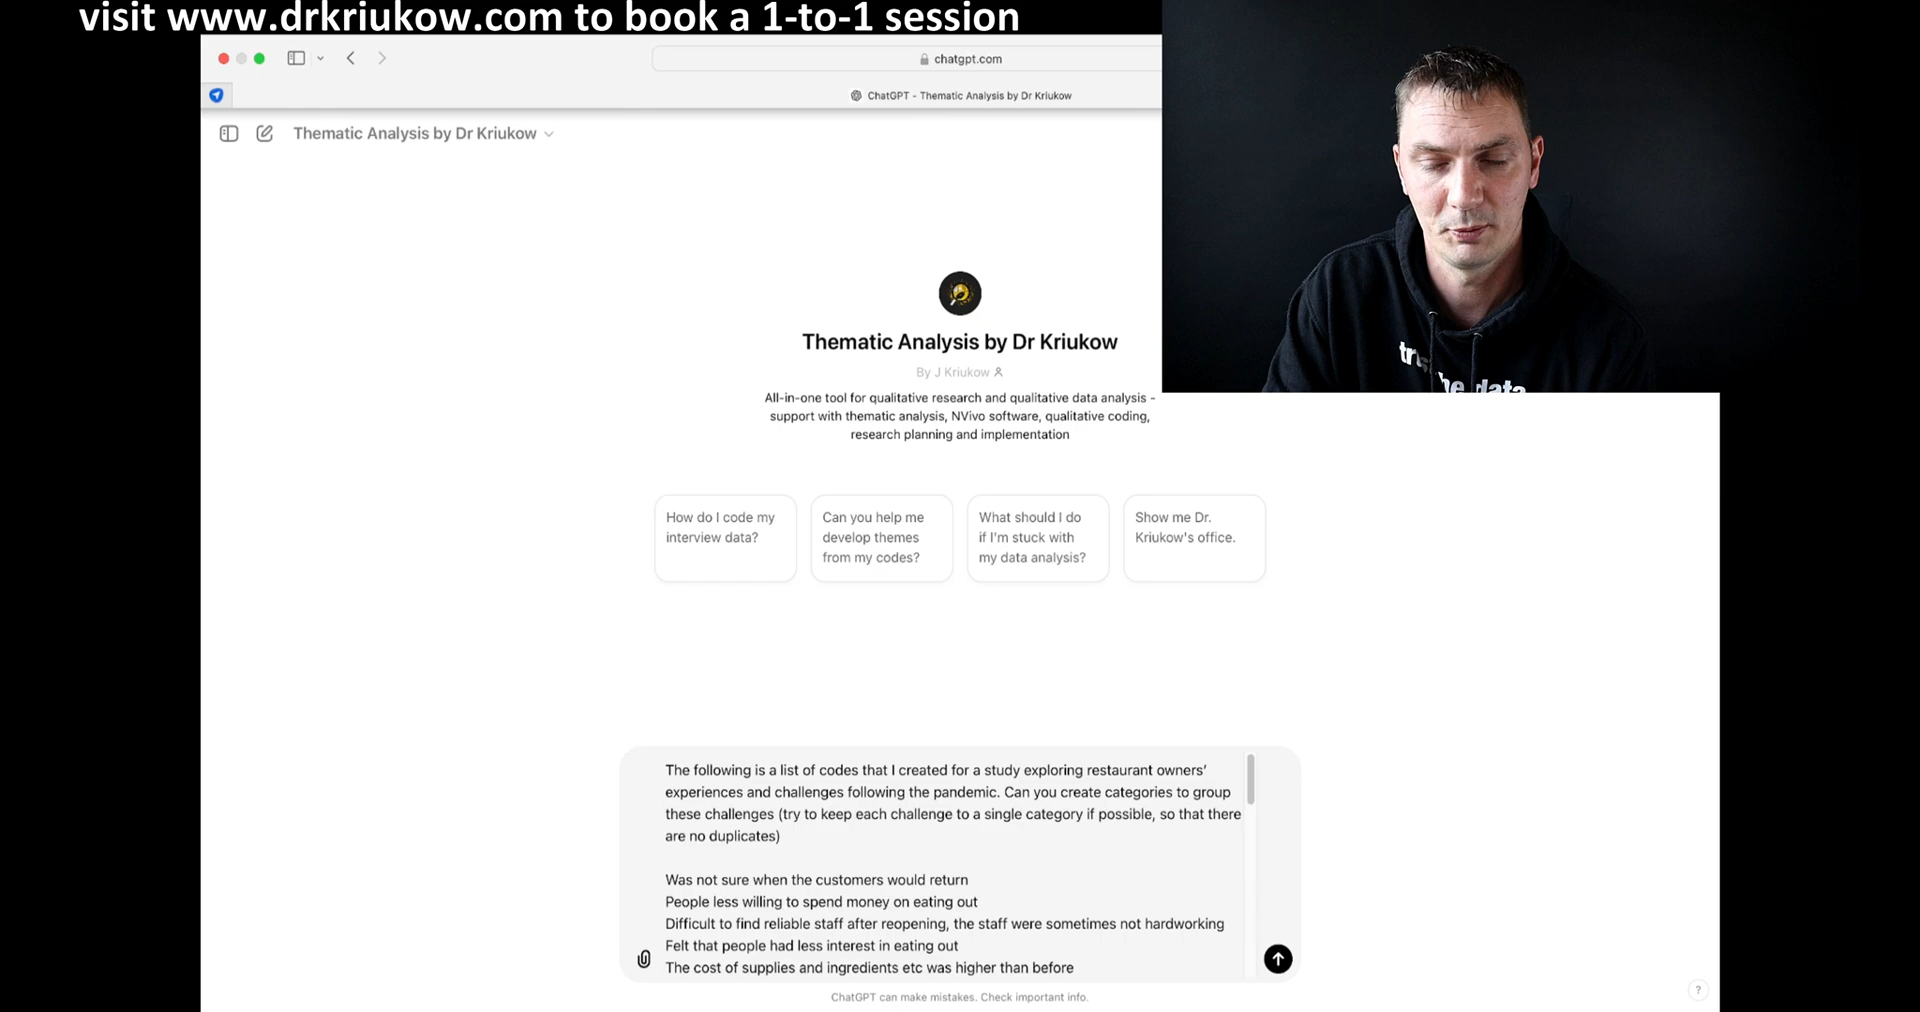 visit www.drkriukow.com to book a 1-to-1 session
chatgpt.com
ChatGPT - Thematic Analysis by Dr Kriukow
Thematic Analysis by Dr Kriukow
Thematic Analysis by Dr Kriukow
By J Kriukow
All-in-one tool for qualitative research and qualitative data analysis -
support with thematic analysis, NVivo software, qualitative coding,
research planning and implementation
How do I code my
interview data?
Can you help me
develop themes
from my codes?
What should I do
if I'm stuck with
my data analysis?
Show me Dr.
Kriukow's office.
The following is a list of codes that I created for a study exploring restaurant owners’
experiences and challenges following the pandemic. Can you create categories to group
these challenges (try to keep each challenge to a single category if possible, so that there
are no duplicates)
Was not sure when the customers would return
People less willing to spend money on eating out
Difficult to find reliable staff after reopening, the staff were sometimes not hardworking
Felt that people had less interest in eating out
The cost of supplies and ingredients etc was higher than before
ChatGPT can make mistakes. Check important info.
?
data